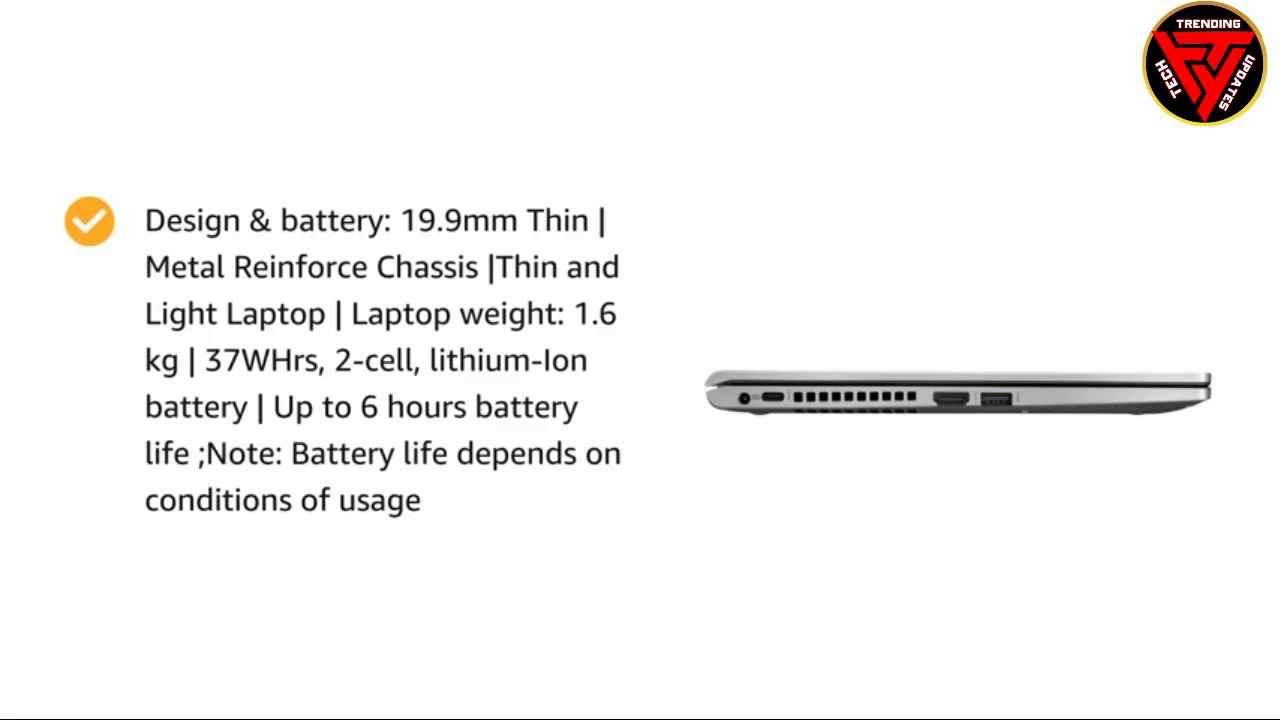 TRENDING
TECH
UPDATES
Design & battery: 19.9mm Thin |
Metal Reinforce Chassis |Thin and
Light Laptop | Laptop weight: 1.6
kg | 37WHrs, 2-cell, lithium-Ion
battery | Up to 6 hours battery
life ;Note: Battery life depends on
conditions of usage